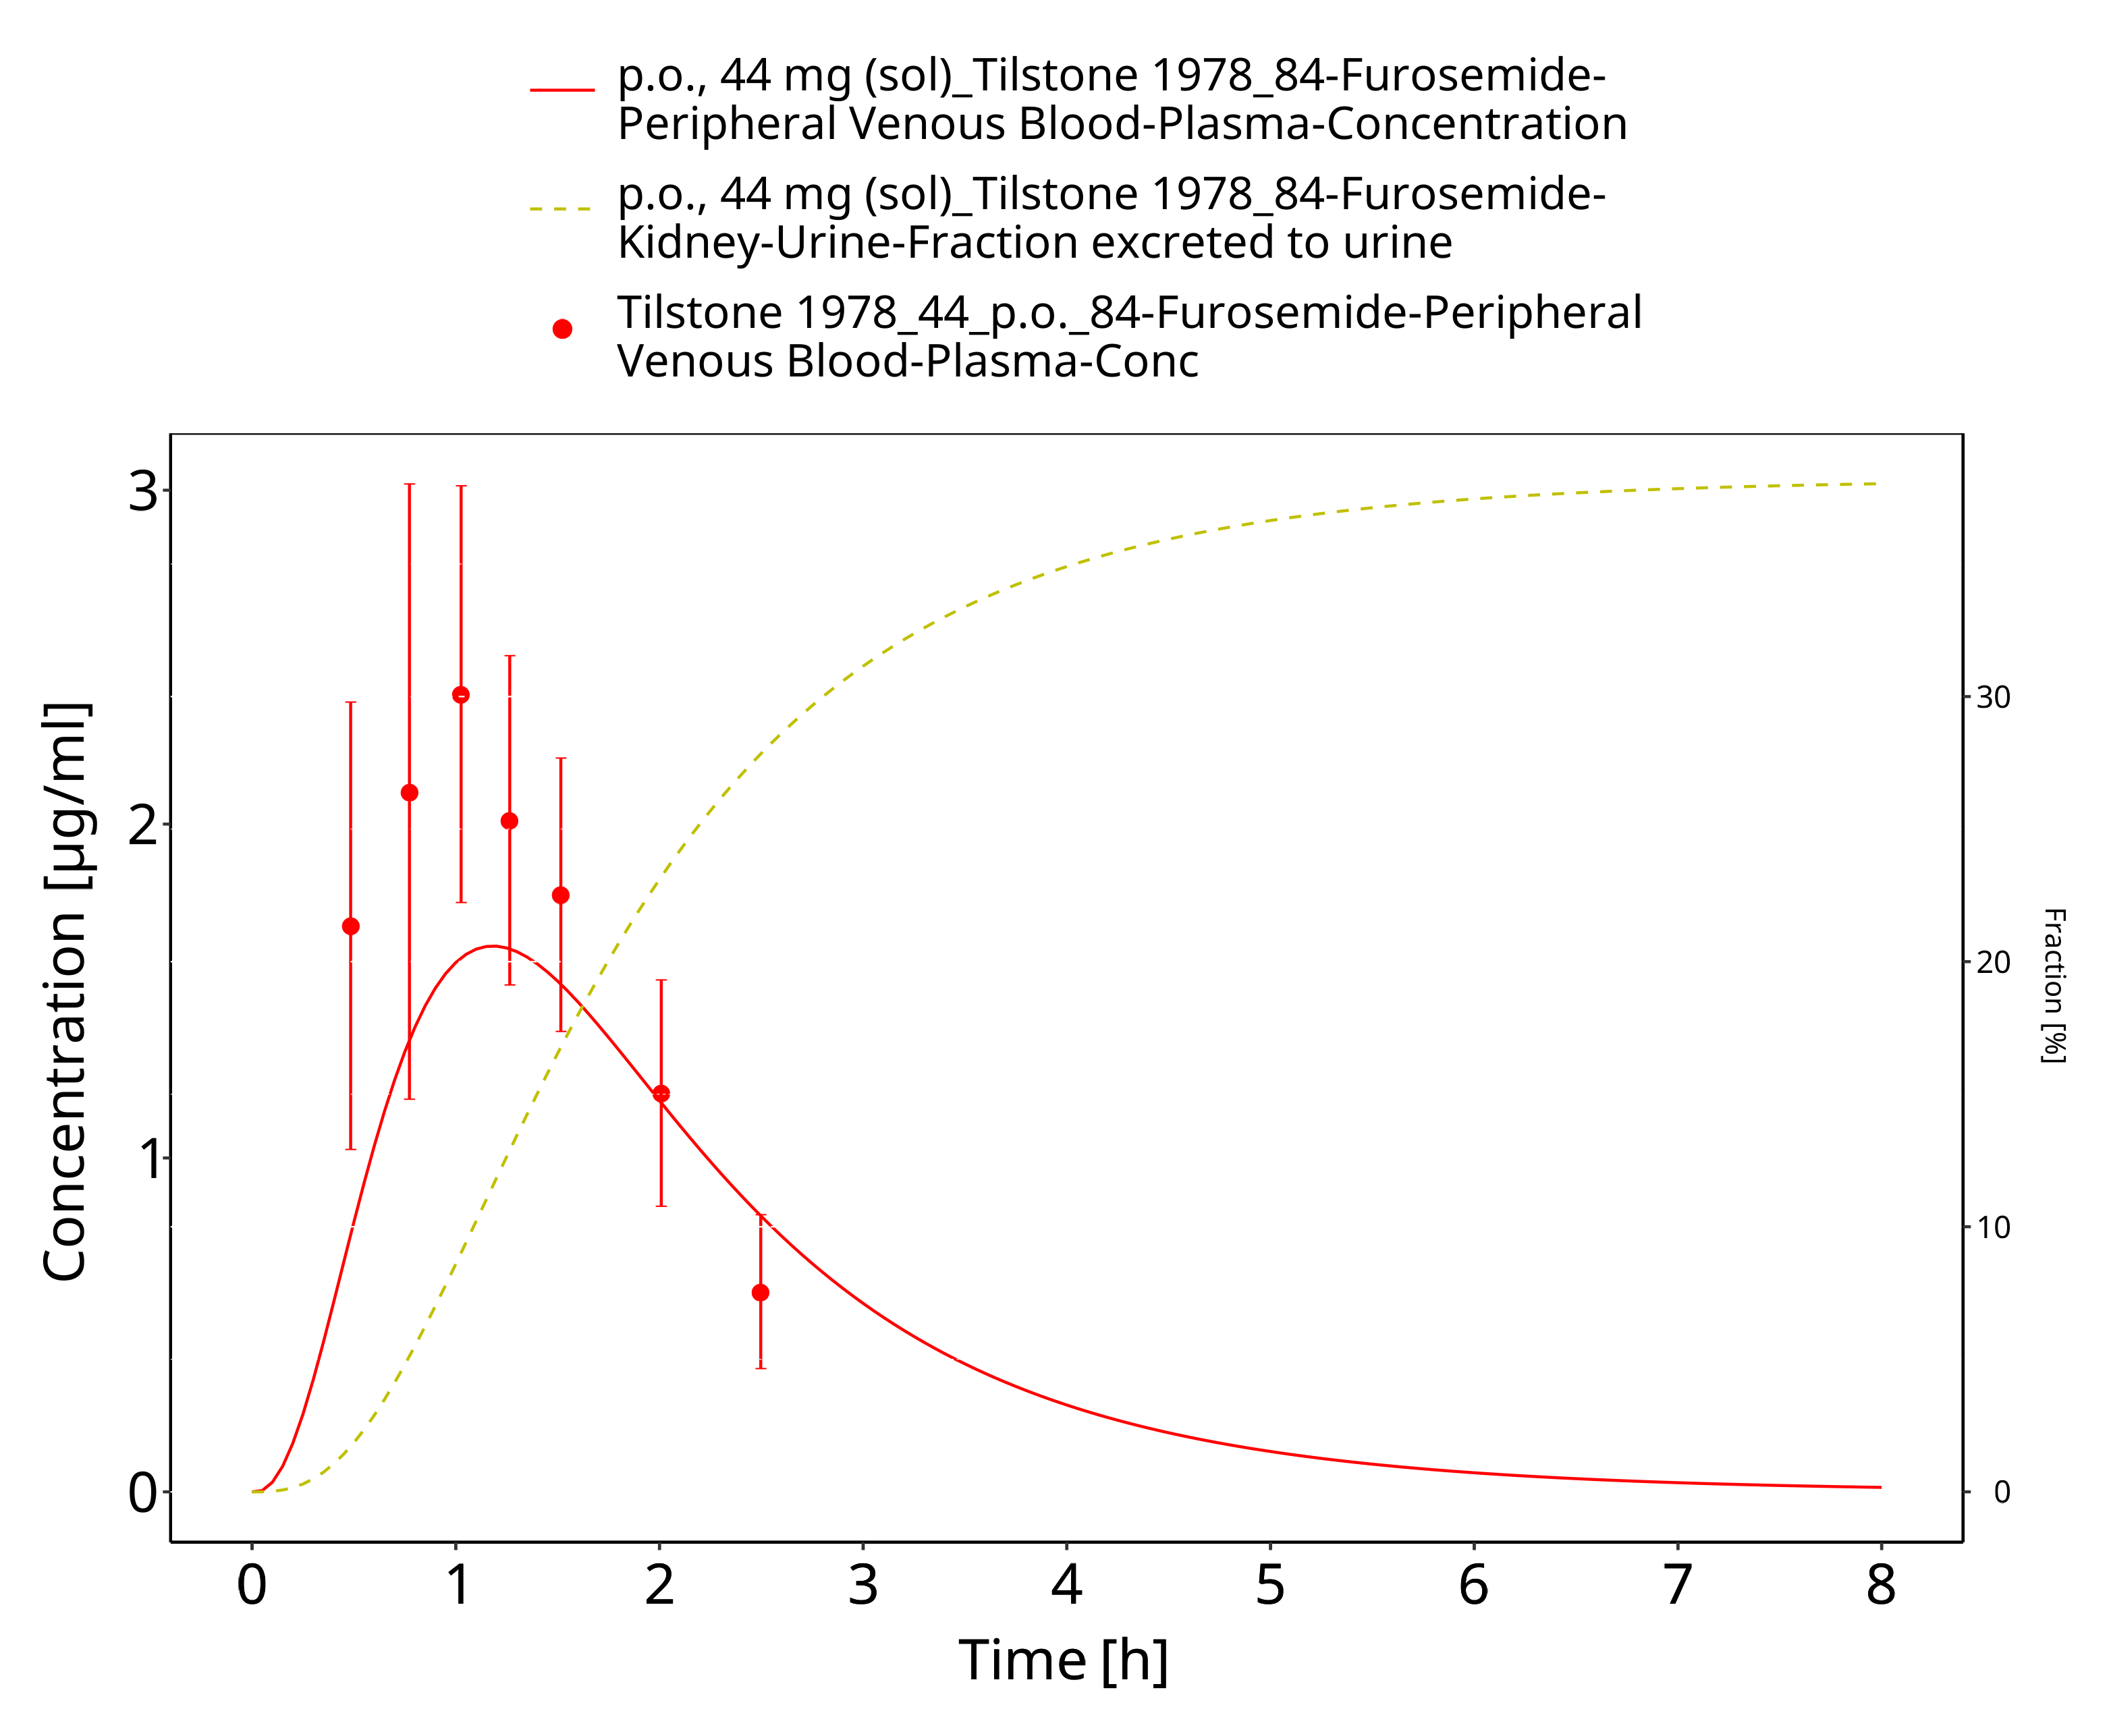 p.o., 44 mg (sol)_Tilstone 1978_84-Furosemide-
Peripheral Venous Blood-Plasma-Concentration
p.o., 44 mg (sol)_Tilstone 1978_84-Furosemide-
Kidney-Urine-Fraction excreted to urine
Tilstone 1978_44_p.o._84-Furosemide-Peripheral
Venous Blood-Plasma-Conc
Concentration [µg/ml]
3
2
1
0
30
20
10
0
Fraction [%]
0 1 2 3 4 5 6 7 8
Time [h]